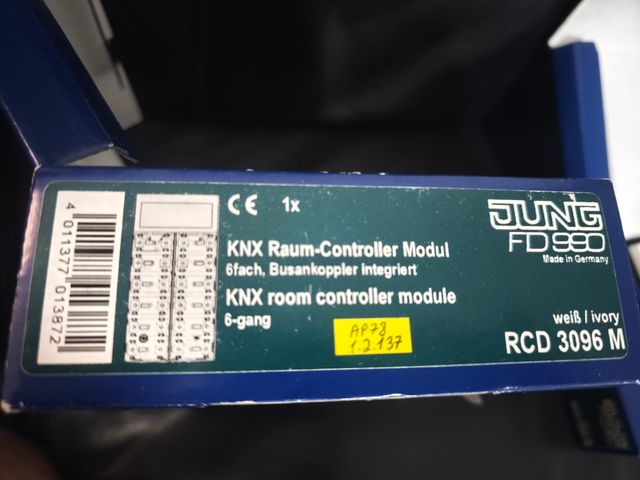 4 011377 013872
CE 1x
JUNG
FD 990
Made in Germany
KNX Raum-Controller Modul
6fach, Busankoppler integriert
KNX room controller module
6-gang
AP78
1.2.137
weiß / ivory
RCD 3096 M